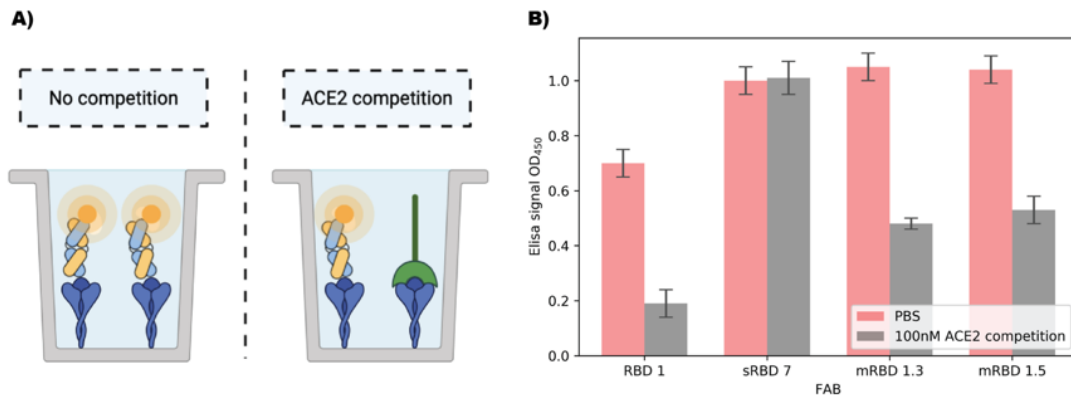 A)
No competition
ACE2 competition
B)
Elisa signal OD450
1.0
0.8
0.6
0.4
0.2
0.0
PBS
100nM ACE2 competition
RBD 1
sRBD 7
mRBD 1.3
mRBD 1.5
FAB